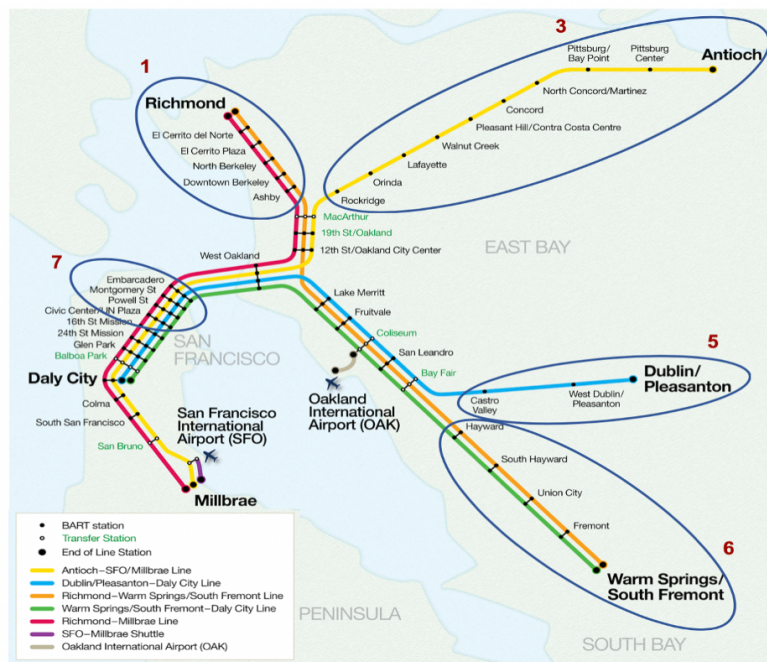 3
Pittsburg/
Bay Point
Pittsburg
Center
Antioch
1
North Concord/Martinez
Richmond
Concord
El Cerrito del Norte
Pleasant Hill/Contra Costa Centre
El Cerrito Plaza
Walnut Creek
North Berkeley
Lafayette
Downtown Berkeley
Orinda
Ashby
Rockridge
MacArthur
19th St/Oakland
12th St/Oakland City Center
EAST BAY
West Oakland
7
Embarcadero
Montgomery St
Powell St
Civic Center/UN Plaza
16th St Mission
24th St Mission
Glen Park
Balboa Park
Daly City
SAN
FRANCISCO
Lake Merritt
Fruitvale
Coliseum
San Leandro
Bay Fair
5
Dublin/
Pleasanton
Castro
Valley
West Dublin/
Pleasanton
Oakland
International
Airport (OAK)
Colma
South San Francisco
San Bruno
San Francisco
International
Airport (SFO)
Millbrae
Hayward
South Hayward
Union City
Fremont
6
Warm Springs/
South Fremont
BART station
Transfer Station
End of Line Station
Antioch–SFO/Millbrae Line
Dublin/Pleasanton–Daly City Line
Richmond–Warm Springs/South Fremont Line
Warm Springs/South Fremont–Daly City Line
Richmond–Millbrae Line
SFO–Millbrae Shuttle
Oakland International Airport (OAK)
PENINSULA
SOUTH BAY